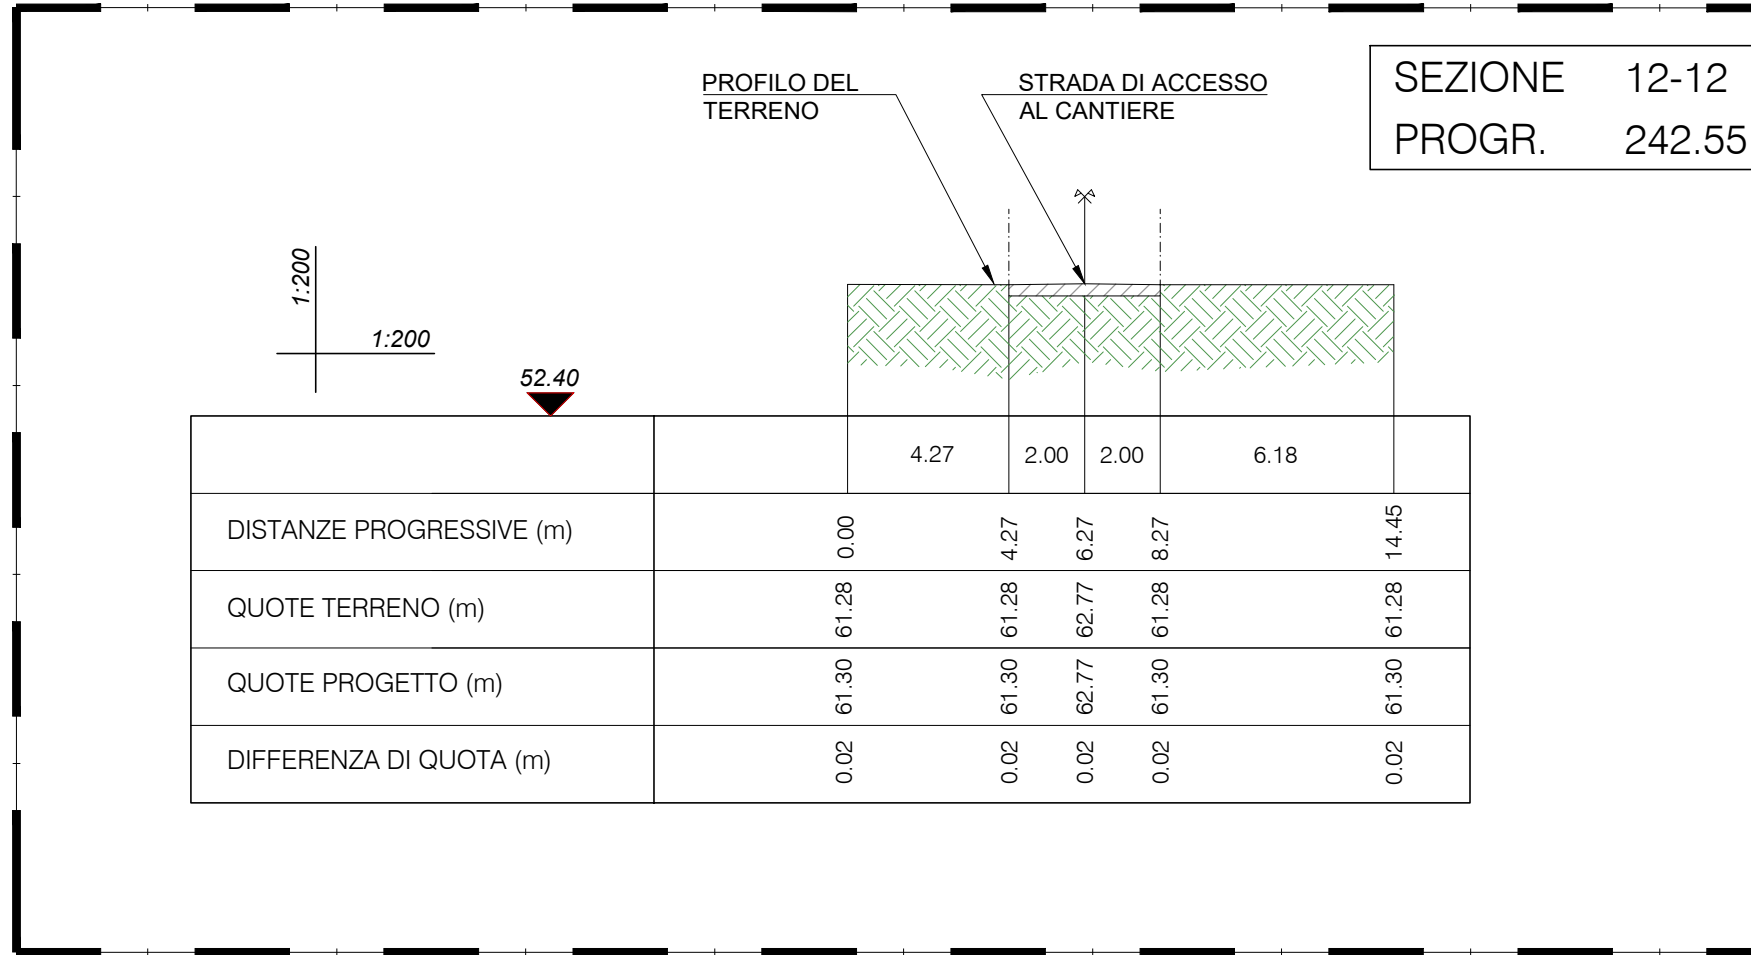 PROFILO DEL
TERRENO
STRADA DI ACCESSO
AL CANTIERE
SEZIONE 12-12
PROGR. 242.55
1:200
1:200
52.40
4.27 2.00 2.00 6.18
DISTANZE PROGRESSIVE (m) 0.00 4.27 6.27 8.27 14.45
QUOTE TERRENO (m) 61.28 61.28 62.77 61.28 61.28
QUOTE PROGETTO (m) 61.30 61.30 62.77 61.30 61.30
DIFFERENZA DI QUOTA (m) 0.02 0.02 0.02 0.02 0.02